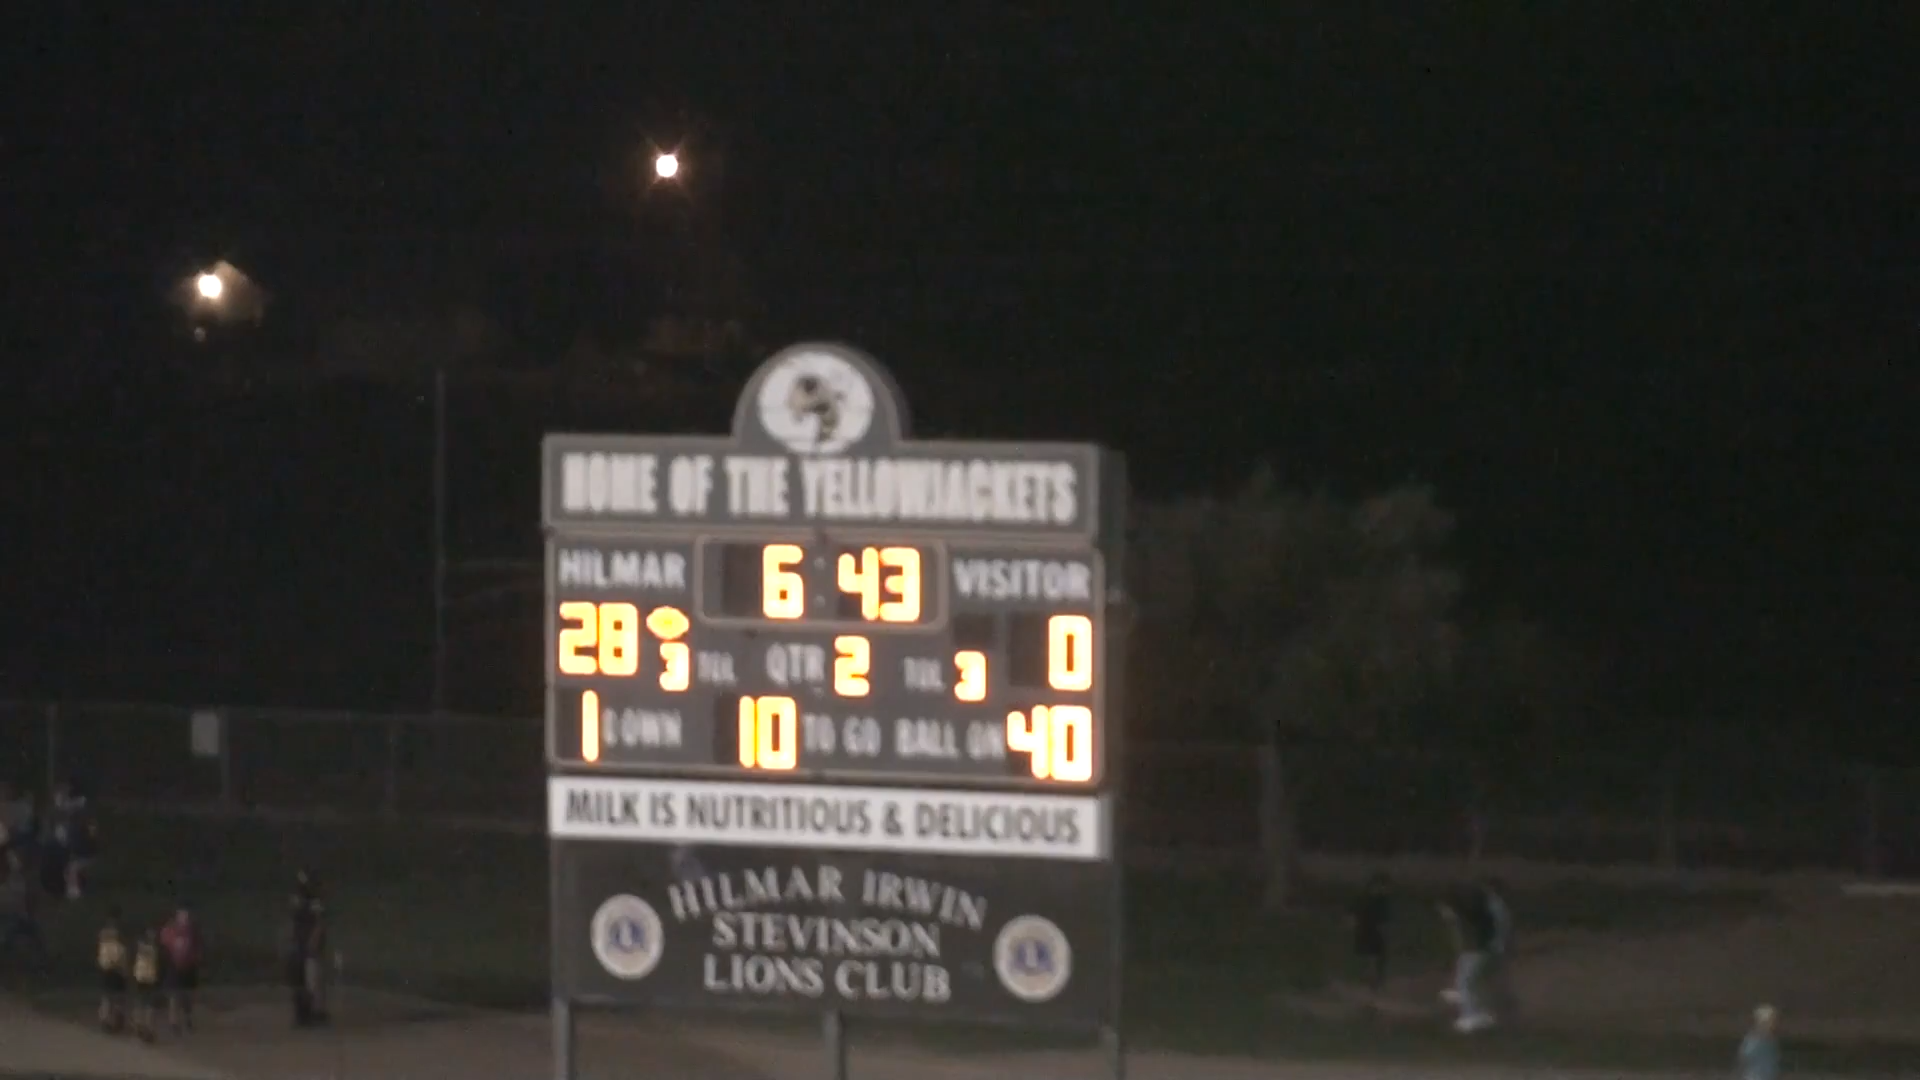 HOME OF THE YELLOWJACKETS
HILMAR 6:43 VISITOR
28 3 TOL QTR 2 TOL 3 0
1 DOWN 10 TO GO BALL ON 40
MILK IS NUTRITIOUS & DELICIOUS
HILMAR IRWIN
STEVINSON
LIONS CLUB